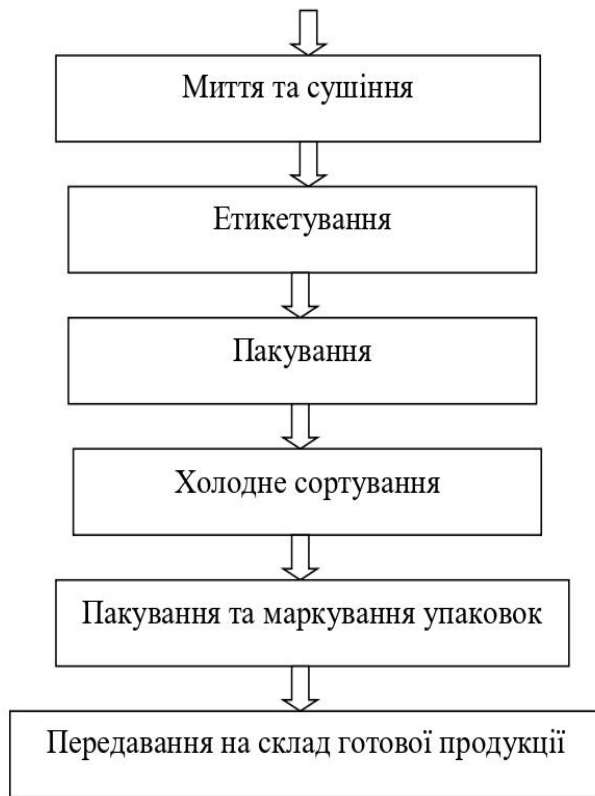 Миття та сушіння
Етикетування
Пакування
Холодне сортування
Пакування та маркування упаковок
Передавання на склад готової продукції